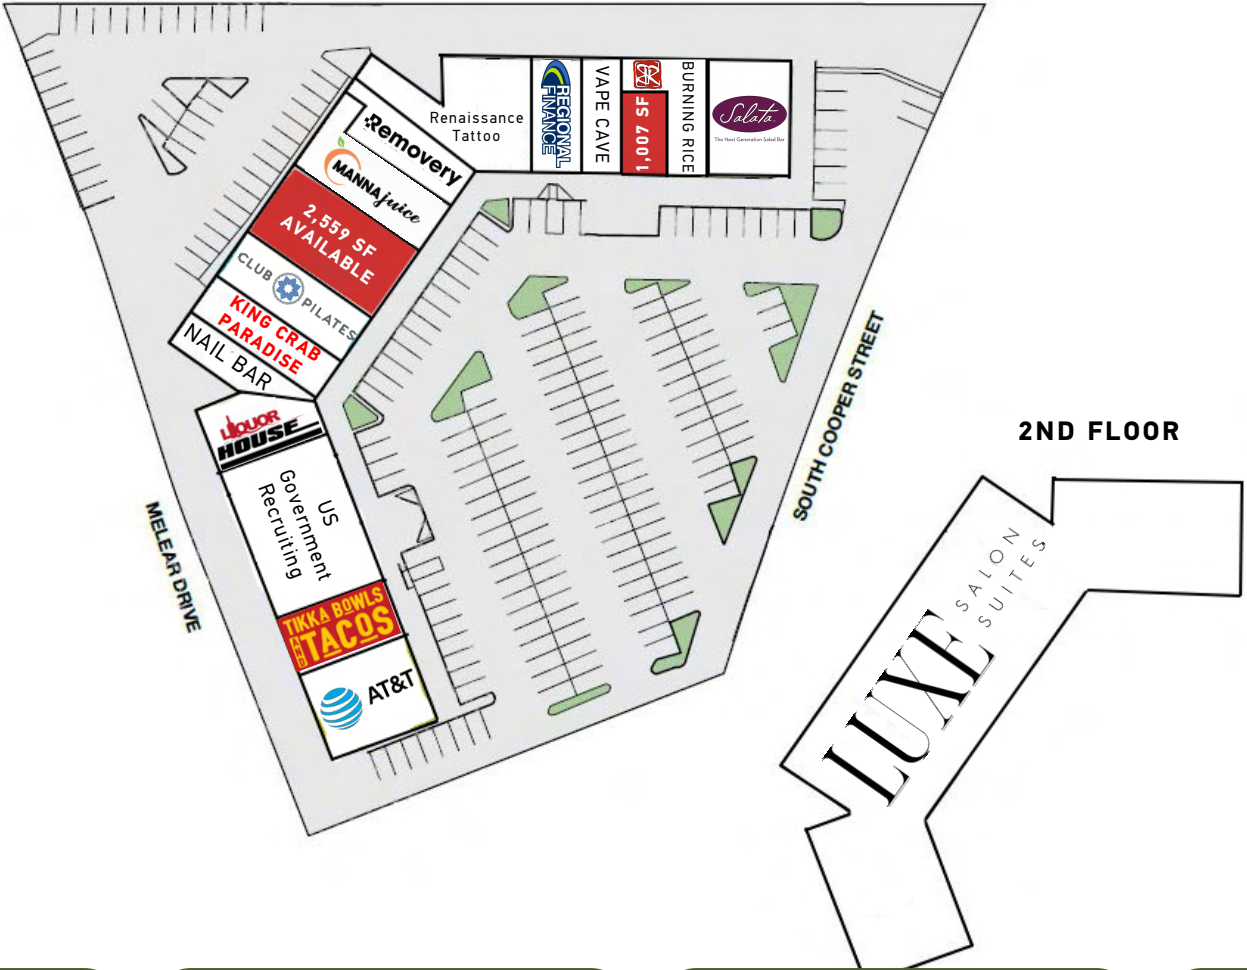 Renaissance
Tattoo
REGIONAL
FINANCE
VAPE CAVE
1,007 SF
BURNING RICE
Salata
The Next Generation Salad Bar
Removery
MANNA juice
2,559 SF
AVAILABLE
CLUB PILATES
KING CRAB
PARADISE
NAIL BAR
LIQUOR
HOUSE
US
Government
Recruiting
TIKKA BOWLS
AND TACOS
AT&T
MELEAR DRIVE
SOUTH COOPER STREET
2ND FLOOR
LUXE
SALON
SUITES